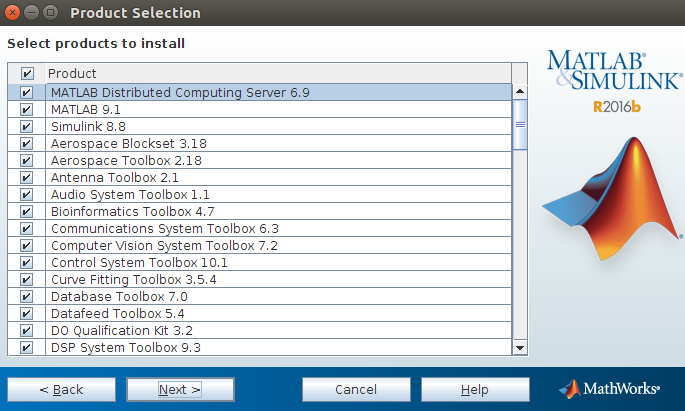 Product Selection
Select products to install
Product
MATLAB Distributed Computing Server 6.9
MATLAB 9.1
Simulink 8.8
Aerospace Blockset 3.18
Aerospace Toolbox 2.18
Antenna Toolbox 2.1
Audio System Toolbox 1.1
Bioinformatics Toolbox 4.7
Communications System Toolbox 6.3
Computer Vision System Toolbox 7.2
Control System Toolbox 10.1
Curve Fitting Toolbox 3.5.4
Database Toolbox 7.0
Datafeed Toolbox 5.4
DO Qualification Kit 3.2
DSP System Toolbox 9.3
MATLAB®
&SIMULINK®
R2016b
®
< Back
Next >
Cancel
Help
MathWorks®